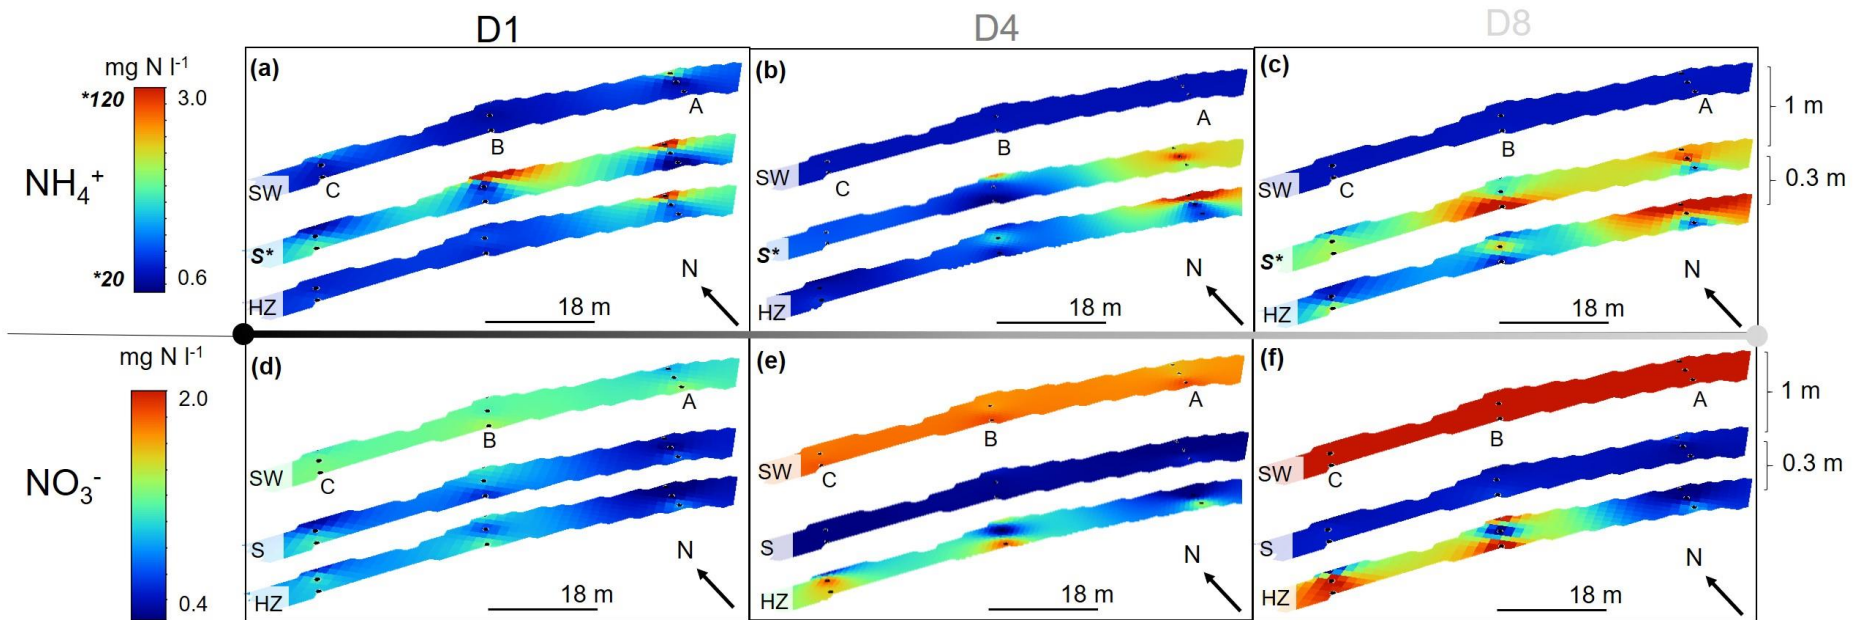 D1
D4
D8
mg N l-1
*120
3.0
*20
0.6
NH4+
(a)
A
B
C
SW
S*
HZ
N
18 m
(b)
A
B
C
SW
S*
HZ
N
18 m
(c)
A
B
C
SW
S*
HZ
N
18 m
1 m
0.3 m
mg N l-1
2.0
0.4
NO3-
(d)
A
B
C
SW
S
HZ
N
18 m
(e)
A
B
C
SW
S
HZ
N
18 m
(f)
A
B
C
SW
S
HZ
N
18 m
1 m
0.3 m